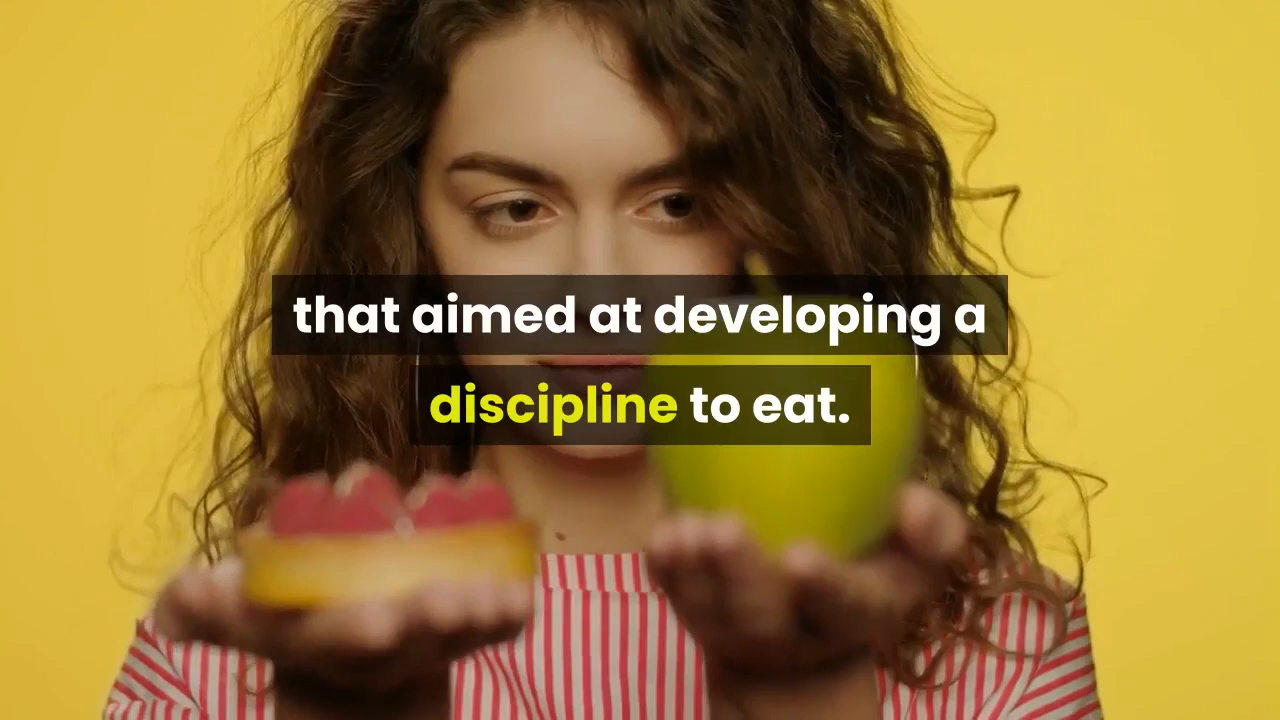 that aimed at developing a
discipline to eat.